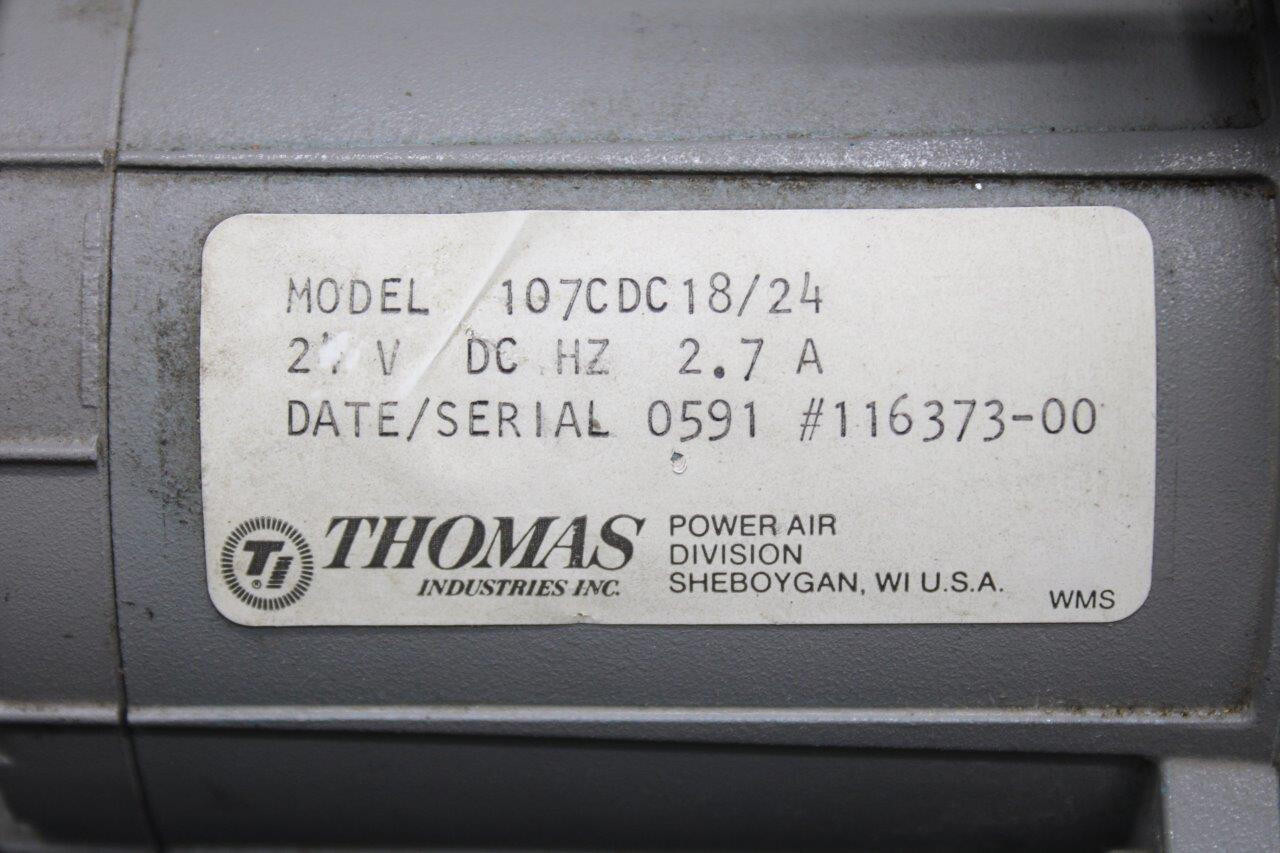 MODEL 107CDC18/24
V DC HZ 2.7 A
DATE/SERIAL 0591 #116373-00
TI ® THOMAS
INDUSTRIES INC.
POWER AIR
DIVISION
SHEBOYGAN, WI U.S.A.
WMS